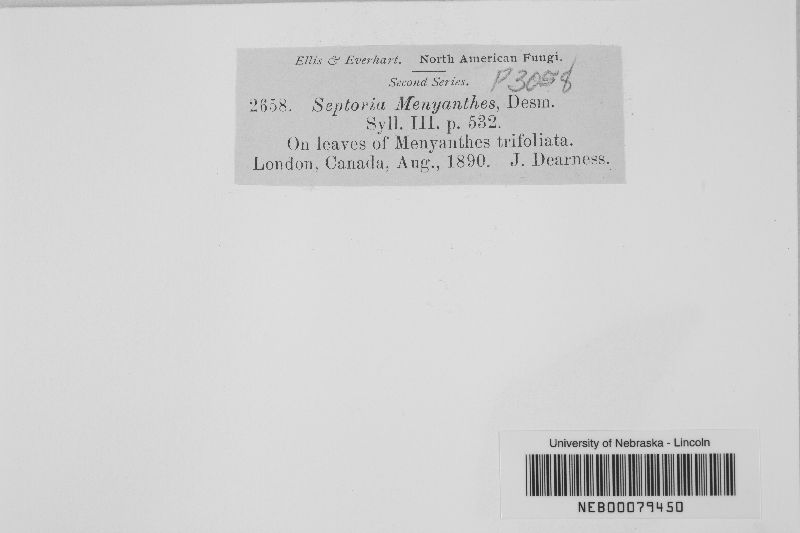 Ellis & Everhart. North American Fungi.
Second Series. P3058
2658. Septoria Menyanthes, Desm.
Syll. III. p. 532.
On leaves of Menyanthes trifoliata.
London, Canada, Aug., 1890. J. Dearness.
University of Nebraska - Lincoln
NEB00079450